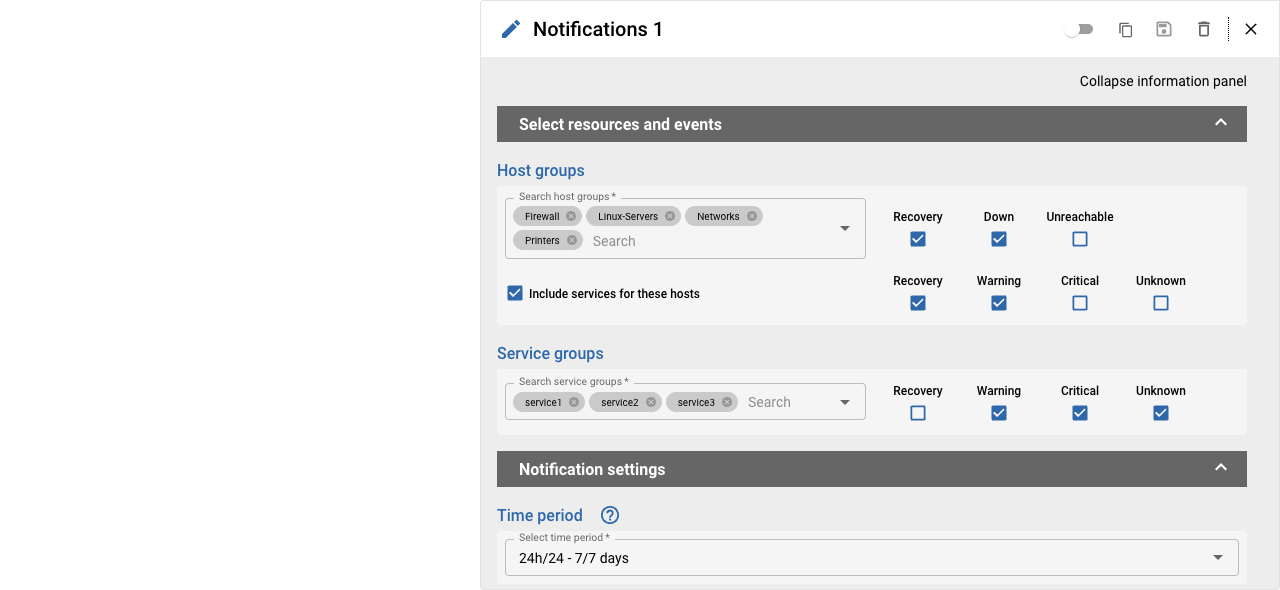 Notifications 1
Collapse information panel
Select resources and events
Host groups
Search host groups *
Firewall Linux-Servers Networks
Printers Search
Recovery Down Unreachable
Include services for these hosts
Recovery Warning Critical Unknown
Service groups
Search service groups *
service1 service2 service3 Search
Recovery Warning Critical Unknown
Notification settings
Time period ?
Select time period *
24h/24 - 7/7 days